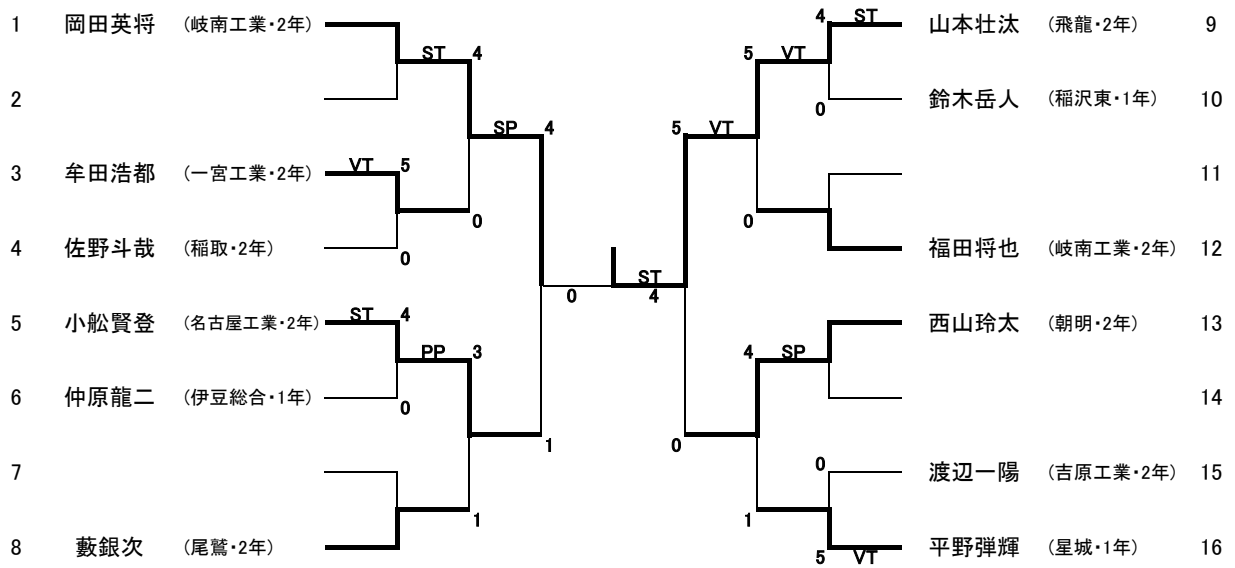 1 岡田英将 (岐南工業・2年)
2
3 牟田浩都 (一宮工業・2年)
4 佐野斗哉 (稲取・2年)
5 小舩賢登 (名古屋工業・2年)
6 仲原龍二 (伊豆総合・1年)
7
8 藪銀次 (尾鷲・2年)
ST 4
VT 5
0
0
SP 4
ST 4
0
PP 3
1
1
0
ST
4
4 ST
0
5 VT
0
5 VT
4 SP
0
0
1
5 VT
山本壮汰 (飛龍・2年) 9
鈴木岳人 (稲沢東・1年) 10
11
福田将也 (岐南工業・2年) 12
西山玲太 (朝明・2年) 13
14
渡辺一陽 (吉原工業・2年) 15
平野弾輝 (星城・1年) 16